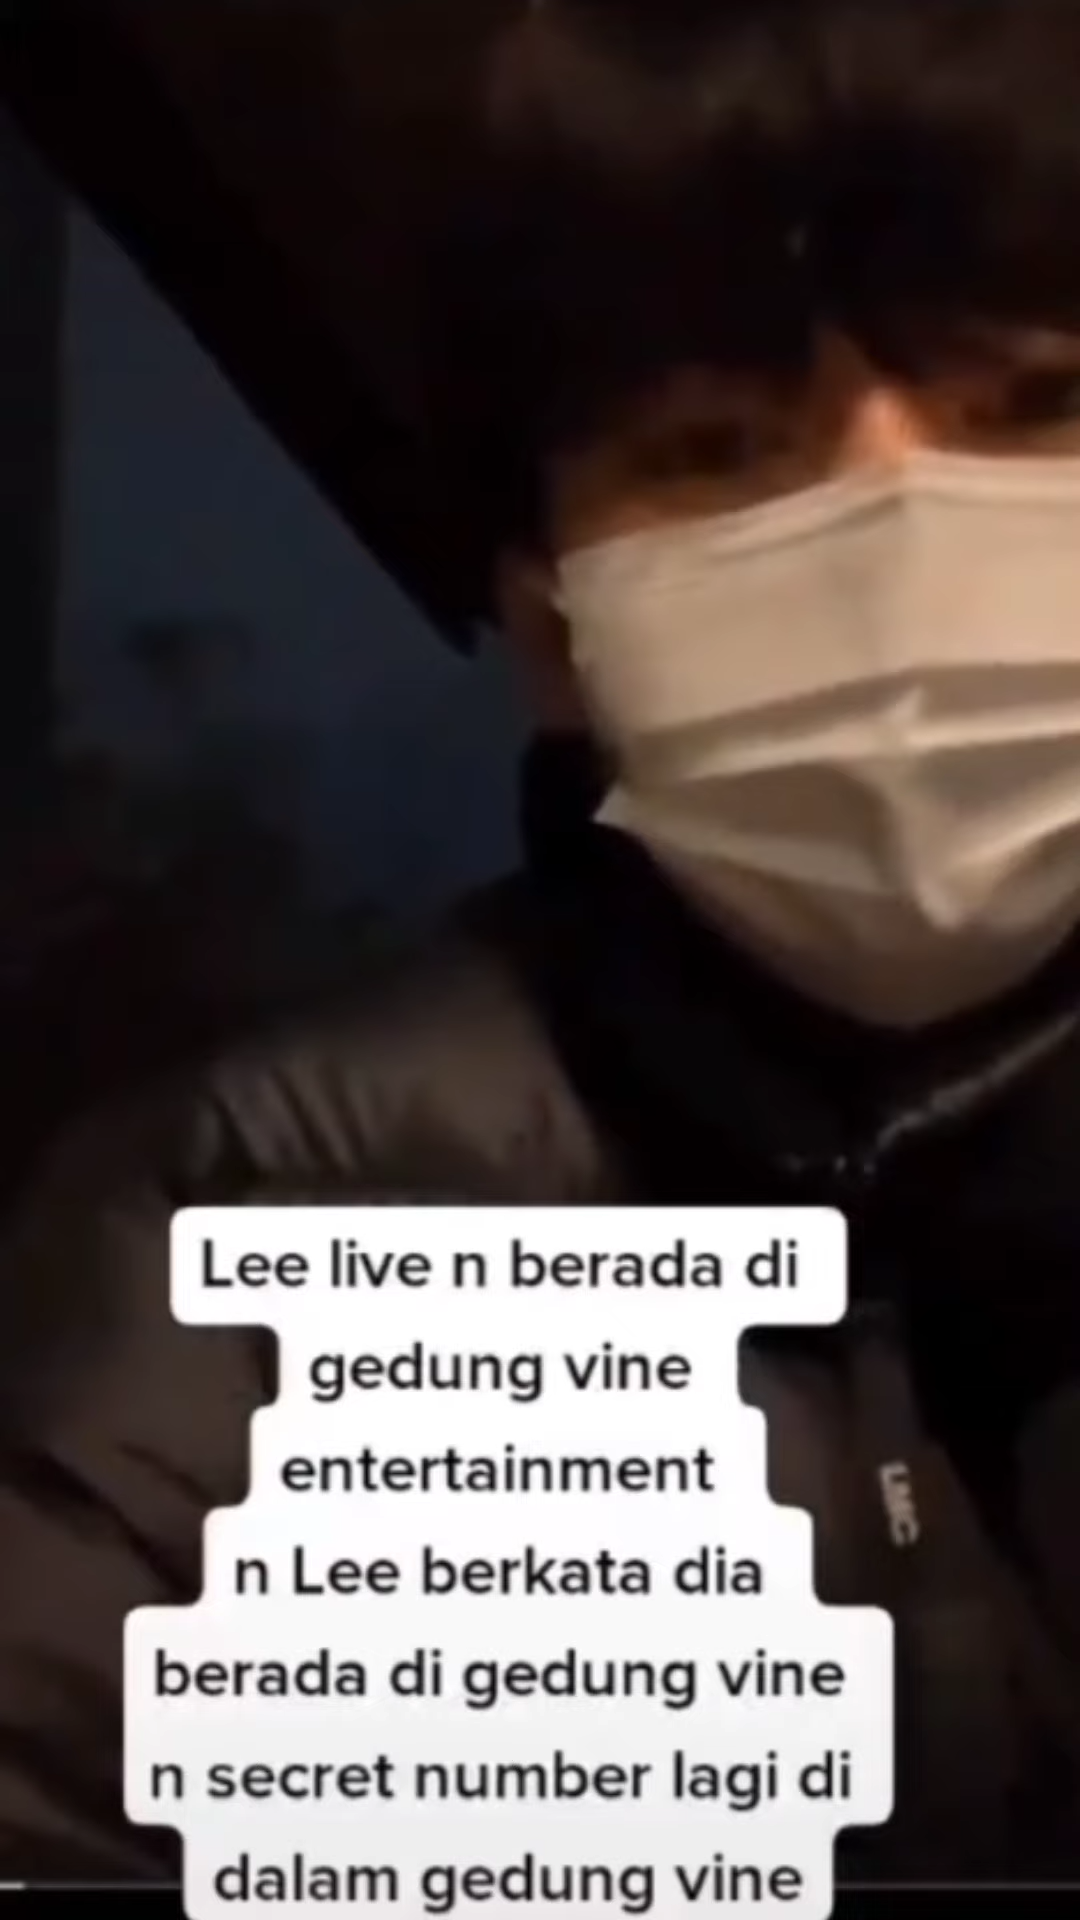 Lee live n berada di
gedung vine
entertainment
n Lee berkata dia
berada di gedung vine
n secret number lagi di
dalam gedung vine
LMC